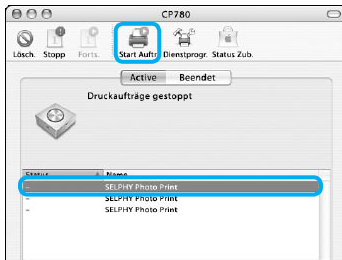 CP780
Lösch. Stopp Forts. Start Auftr. Dienstprogr. Status Zub.
Active Beendet
Druckaufträge gestoppt
Status Name
- SELPHY Photo Print
- SELPHY Photo Print
- SELPHY Photo Print